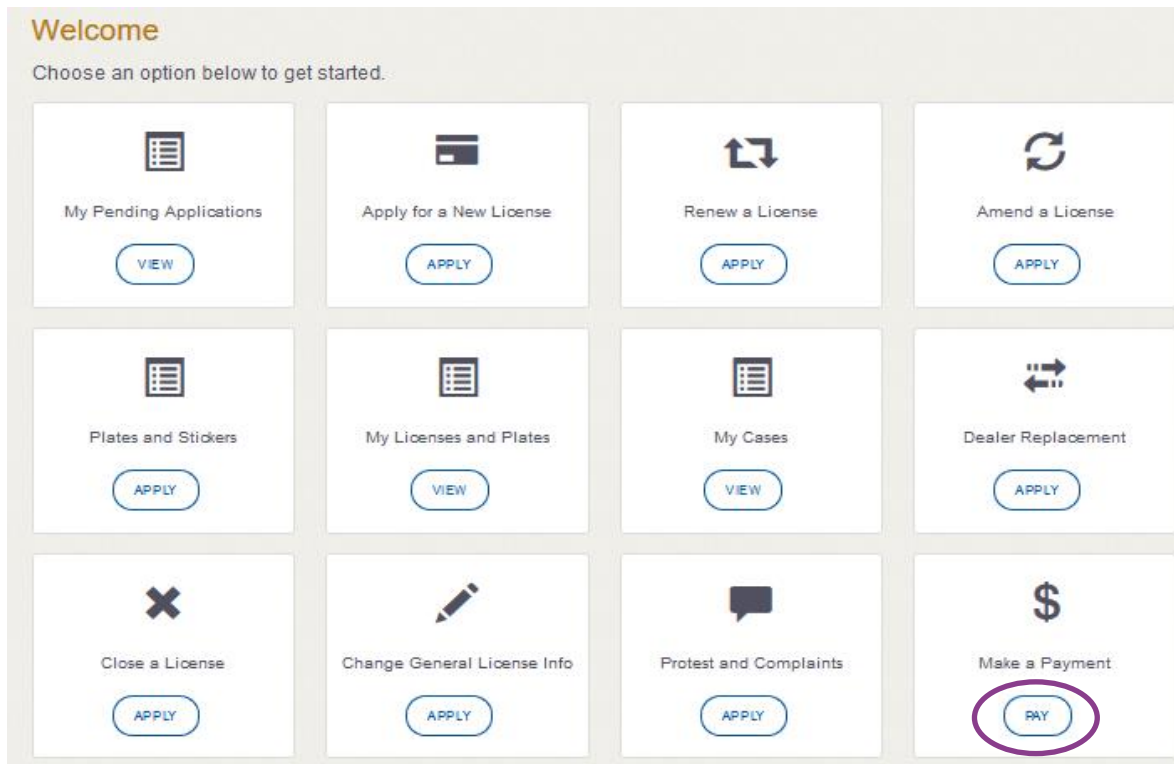 Welcome
Choose an option below to get started.
My Pending Applications
VIEW
Apply for a New License
APPLY
Renew a License
APPLY
Amend a License
APPLY
Plates and Stickers
APPLY
My Licenses and Plates
VIEW
My Cases
VIEW
Dealer Replacement
APPLY
Close a License
APPLY
Change General License Info
APPLY
Protest and Complaints
APPLY
$
Make a Payment
PAY